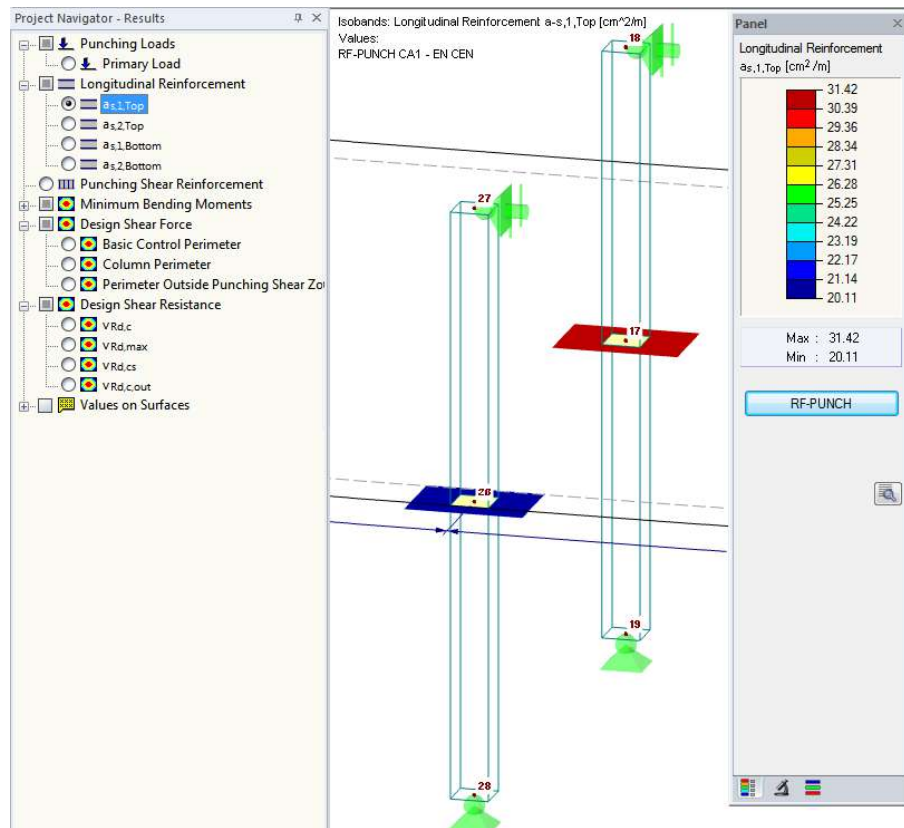 Project Navigator - Results
Punching Loads
Primary Load
Longitudinal Reinforcement
as,1,Top
as,2,Top
as,1,Bottom
as,2,Bottom
Punching Shear Reinforcement
Minimum Bending Moments
Design Shear Force
Basic Control Perimeter
Column Perimeter
Perimeter Outside Punching Shear Zo
Design Shear Resistance
VRd,c
VRd,max
VRd,cs
VRd,c,out
Values on Surfaces
Isobands: Longitudinal Reinforcement a-s,1,Top [cm^2/m]
Values:
RF-PUNCH CA1 - EN CEN
18
27
17
26
19
28
Panel
Longitudinal Reinforcement
as,1,Top [cm2/m]
31.42
30.39
29.36
28.34
27.31
26.28
25.25
24.22
23.19
22.17
21.14
20.11
Max : 31.42
Min : 20.11
RF-PUNCH